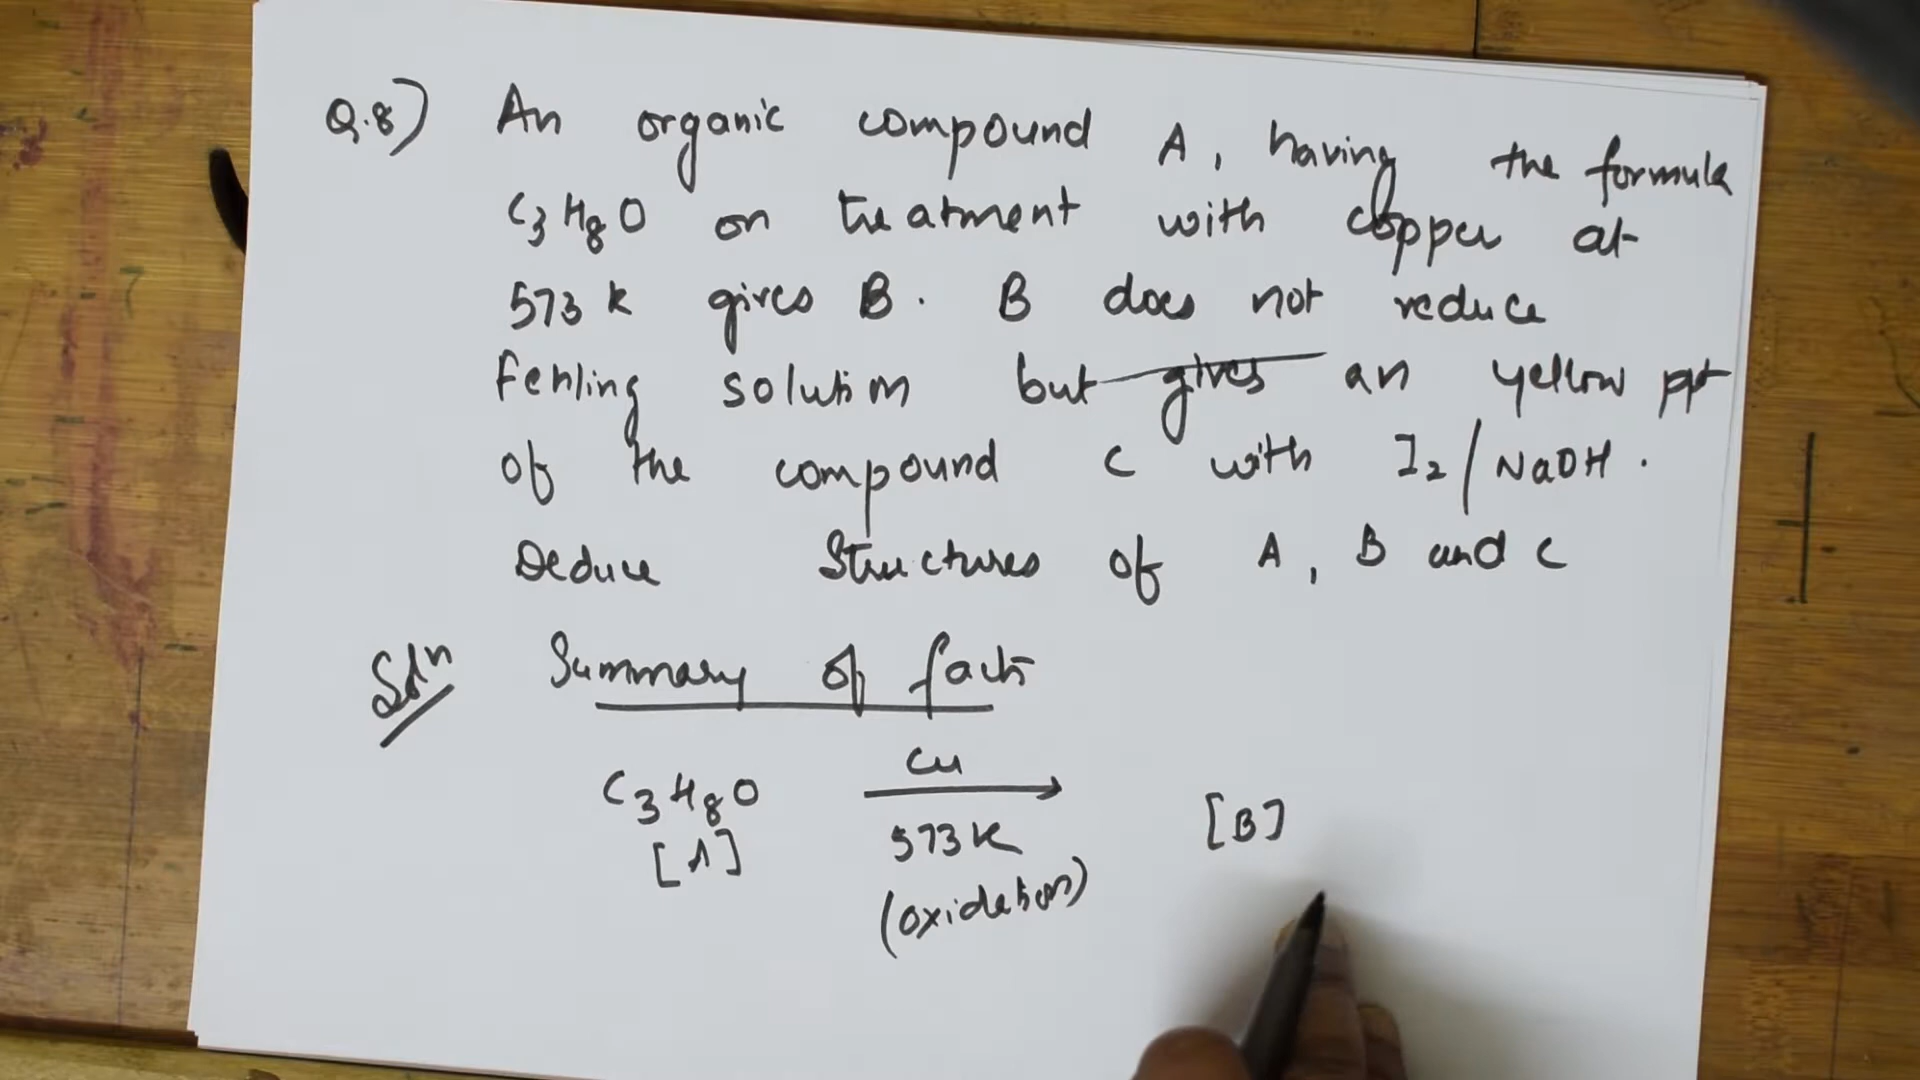 Q.8) An organic compound A, having the formula
C3H8O on treatment with copper at
573 K gives B. B does not reduce
Fehling solution but gives an yellow ppt
of the compound C with I2/NaOH.
Deduce Structures of A, B and C
Soln Summary of facts
Cu
C3H8O [B]
573K
[A]
(oxidation)